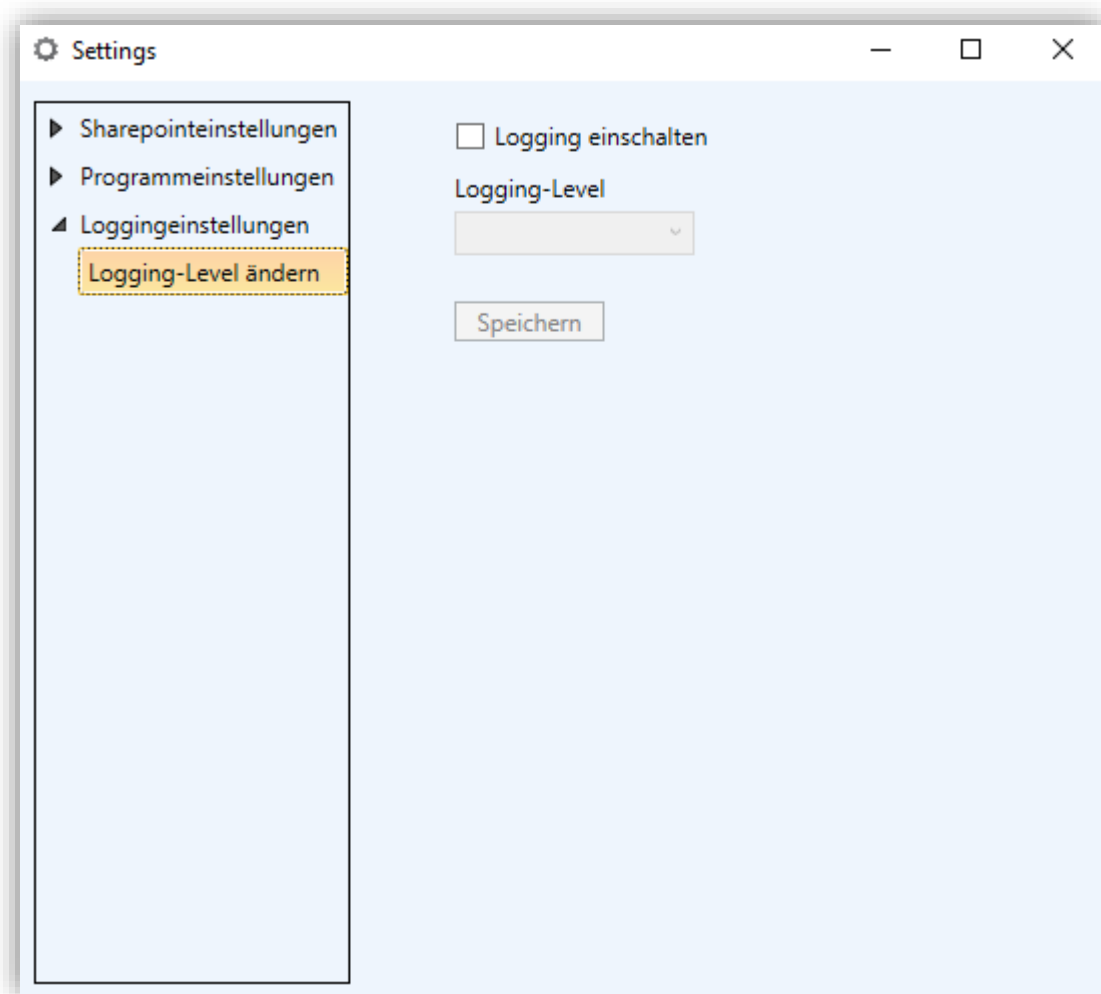 Settings
Sharepointeinstellungen
Programmeinstellungen
Loggingeinstellungen
Logging-Level ändern
Logging einschalten
Logging-Level
Speichern